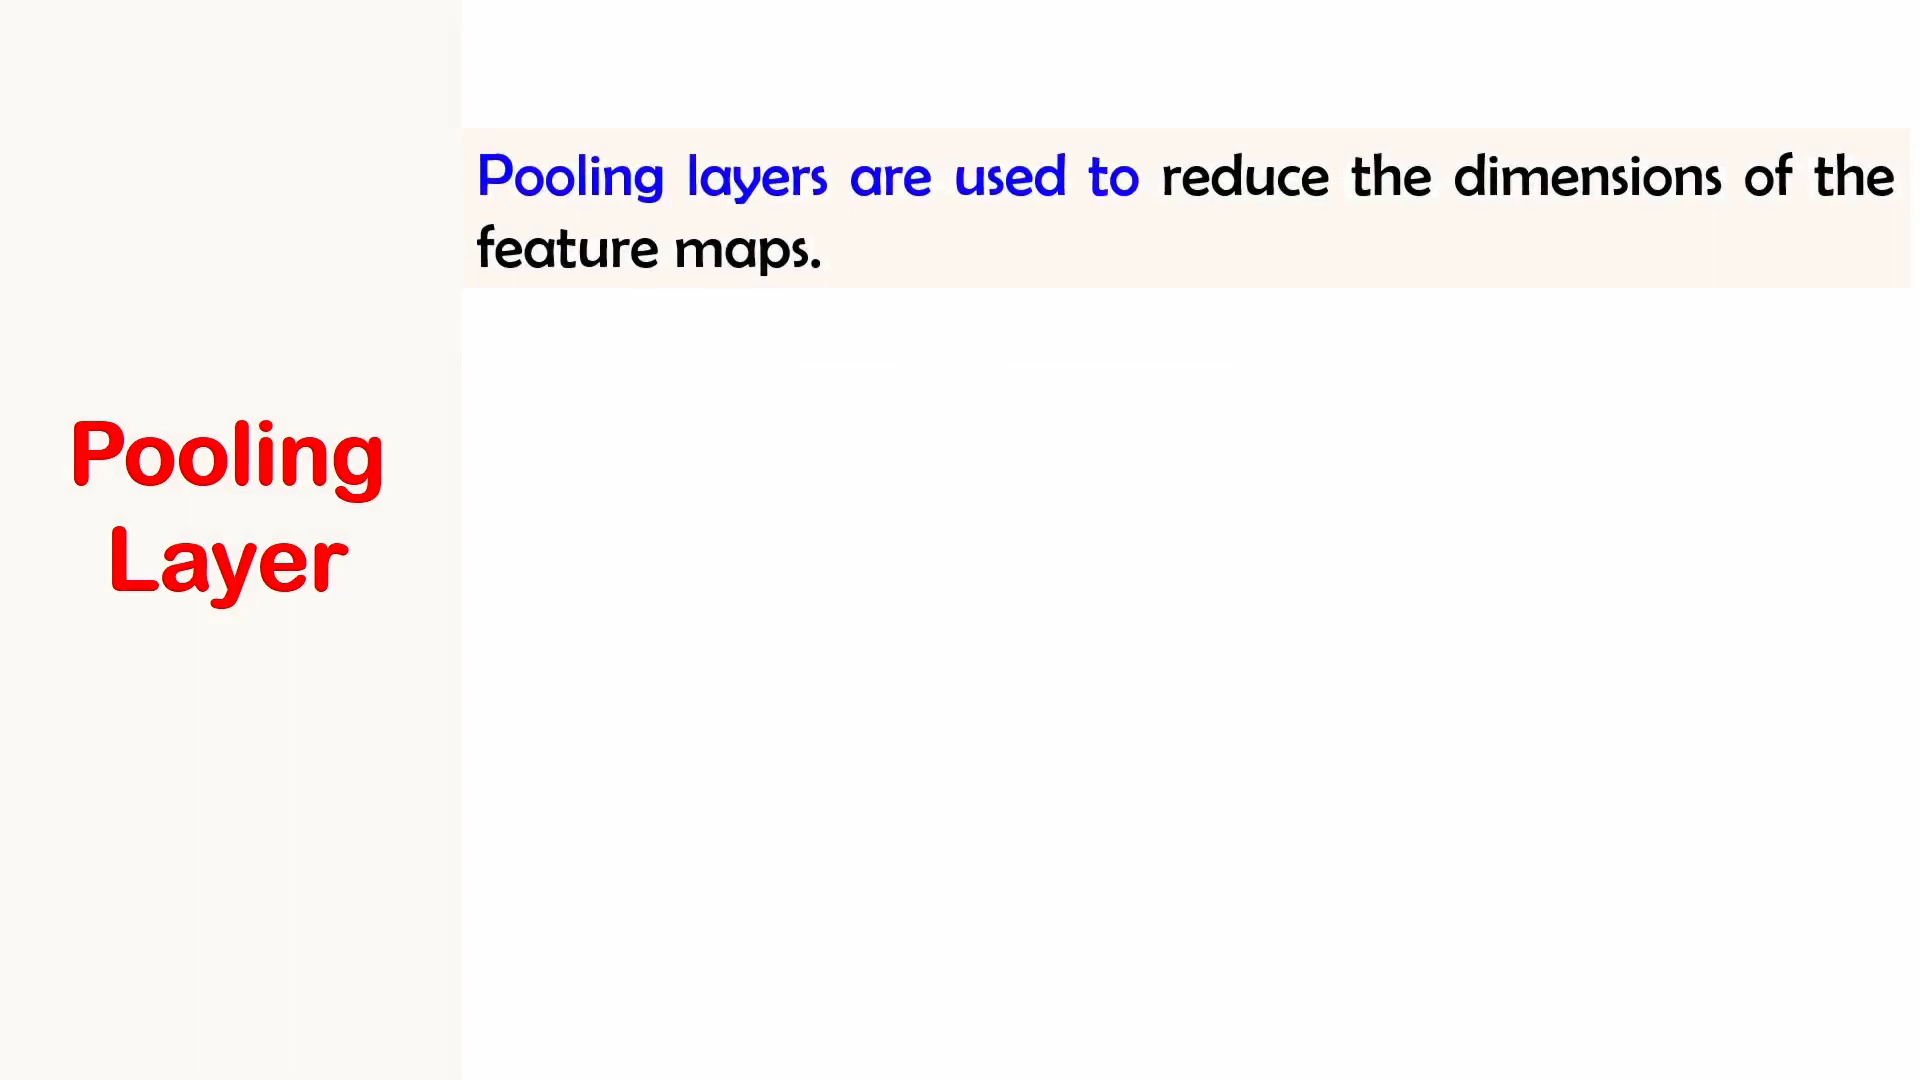 Pooling layers are used to reduce the dimensions of the
feature maps.
Pooling
Layer